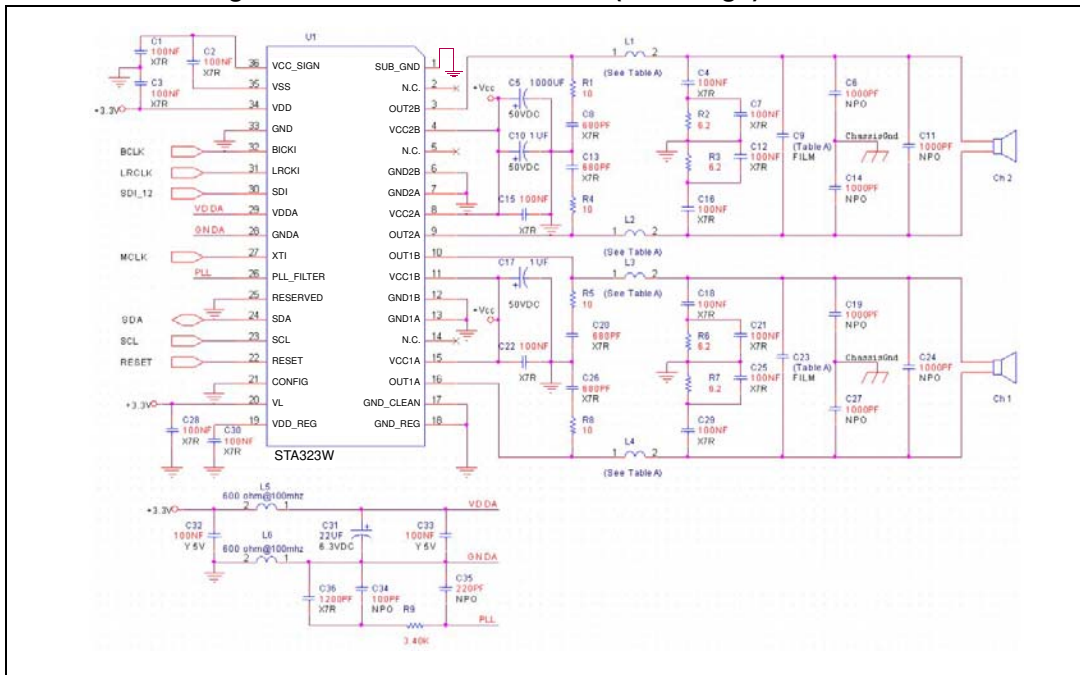 U1
STA323W
36 VCC_SIGN
35 VSS
34 VDD
33 GND
32 BICKI
31 LRCKI
30 SDI
29 VDDA
28 GNDA
27 XTI
26 PLL_FILTER
25 RESERVED
24 SDA
23 SCL
22 RESET
21 CONFIG
20 VL
19 VDD_REG
SUB_GND 1
N.C. 2
OUT2B 3
VCC2B 4
N.C. 5
GND2B 6
GND2A 7
VCC2A 8
OUT2A 9
OUT1B 10
VCC1B 11
GND1B 12
GND1A 13
N.C. 14
VCC1A 15
OUT1A 16
GND_CLEAN 17
GND_REG 18
C1
100NF
X7R
C2
100NF
X7R
C3
100NF
X7R
+3.3V
BCLK
LRCLK
SDI_12
VDDA
GNDA
MCLK
PLL
SDA
SCL
RESET
+3.3V
C28
100NF
X7R
C30
100NF
X7R
+Vcc
C5 1000UF
50VDC
C10 1UF
50VDC
C15 100NF
X7R
R1
10
C8
680PF
X7R
C13
680PF
X7R
R4
10
L1
1 2
(See Table A)
C4
100NF
X7R
R2
6.2
C7
100NF
X7R
R3
6.2
C12
100NF
X7R
C16
100NF
X7R
C9
(Table A)
FILM
C6
1000PF
NPO
ChassisGnd
C14
1000PF
NPO
C11
1000PF
NPO
Ch 2
L2
1 2
(See Table A)
L3
1 2
(See Table A)
C17 1UF
50VDC
+Vcc
C22 100NF
X7R
R5
10
C20
680PF
X7R
C26
680PF
X7R
R8
10
C18
100NF
X7R
R6
6.2
C21
100NF
X7R
R7
6.2
C25
100NF
X7R
C29
100NF
X7R
C23
(Table A)
FILM
C19
1000PF
NPO
ChassisGnd
C27
1000PF
NPO
C24
1000PF
NPO
Ch 1
L4
1 2
(See Table A)
L5
600 ohm@100mhz
2 1
+3.3V
VDDA
C32
100NF
Y5V
L6
600 ohm@100mhz
2 1
C31
22UF
6.3VDC
C33
100NF
Y5V
GNDA
C36
1200PF
X7R
C34
100PF
NPO
R9
3.40K
C35
220PF
NPO
PLL